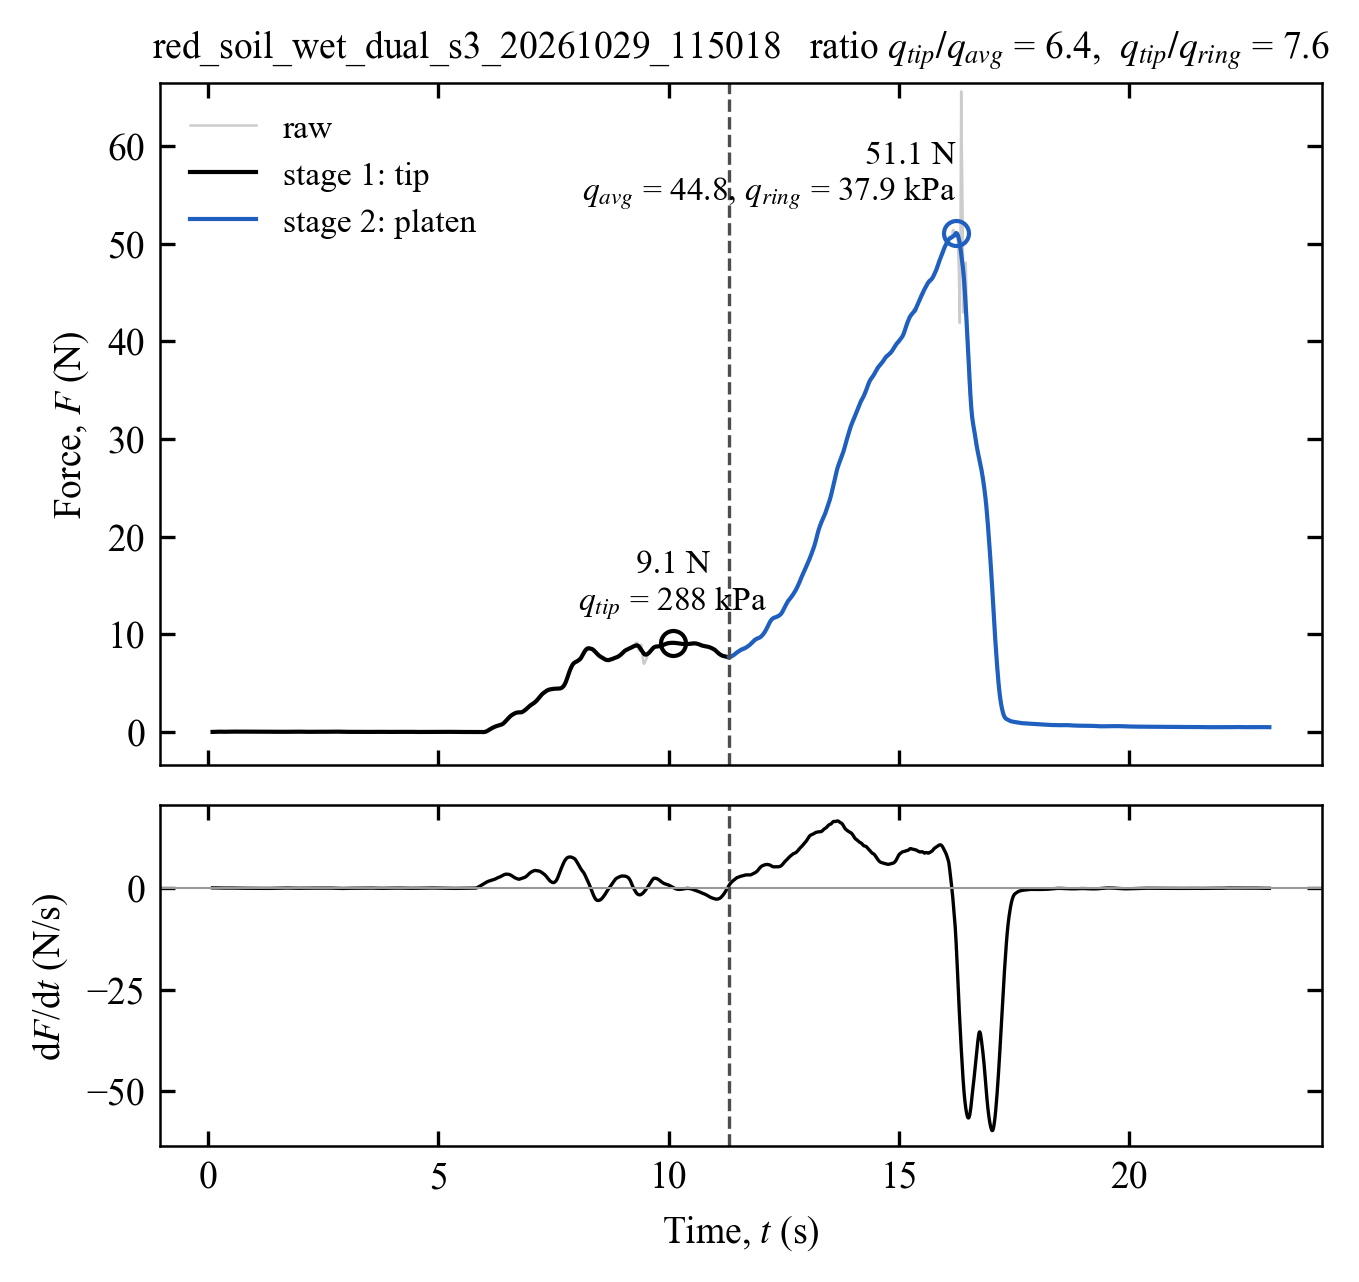 red_soil_wet_dual_s3_20261029_115018 ratio q_tip/q_avg = 6.4, q_tip/q_ring = 7.6
raw
stage 1: tip
stage 2: platen
51.1 N
q_avg = 44.8, q_ring = 37.9 kPa
9.1 N
q_tip = 288 kPa
Force, F (N)
60
50
40
30
20
10
0
dF/dt (N/s)
0
−25
−50
0 5 10 15 20
Time, t (s)